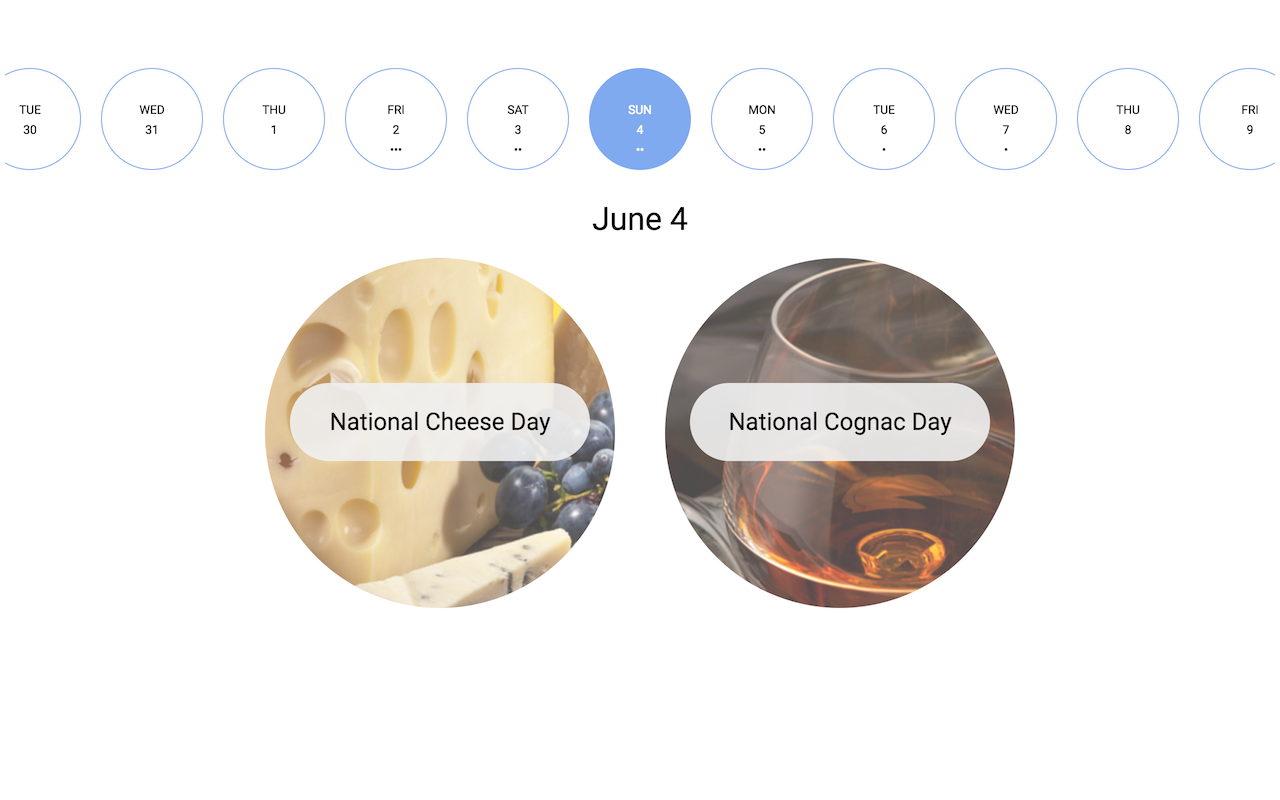 TUE
30
WED
31
THU
1
FRI
2
•••
SAT
3
••
SUN
4
••
MON
5
••
TUE
6
•
WED
7
•
THU
8
FRI
9
June 4
National Cheese Day
National Cognac Day